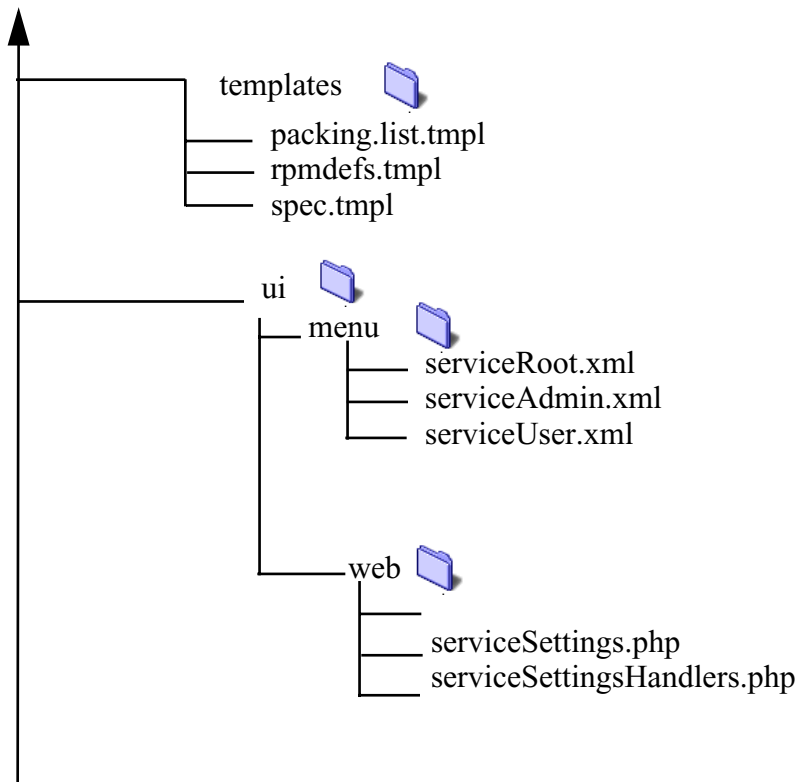 templates
packing.list.tmpl
rpmdefs.tmpl
spec.tmpl
ui
menu
serviceRoot.xml
serviceAdmin.xml
serviceUser.xml
web
serviceSettings.php
serviceSettingsHandlers.php